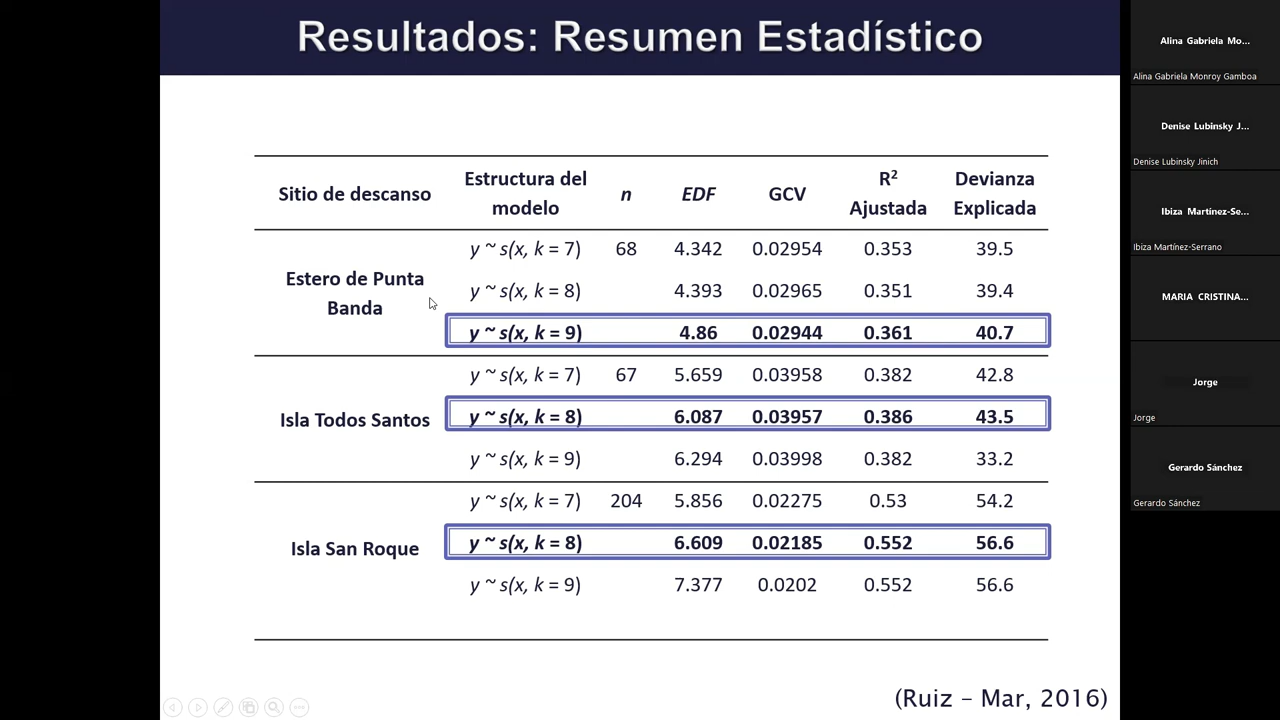 Resultados: Resumen Estadístico
Sitio de descanso
Estructura del
modelo
n
EDF
GCV
R²
Ajustada
Devianza
Explicada
Estero de Punta
Banda
y ~ s(x, k = 7) 68 4.342 0.02954 0.353 39.5
y ~ s(x, k = 8) 4.393 0.02965 0.351 39.4
y ~ s(x, k = 9) 4.86 0.02944 0.361 40.7
Isla Todos Santos
y ~ s(x, k = 7) 67 5.659 0.03958 0.382 42.8
y ~ s(x, k = 8) 6.087 0.03957 0.386 43.5
y ~ s(x, k = 9) 6.294 0.03998 0.382 33.2
Isla San Roque
y ~ s(x, k = 7) 204 5.856 0.02275 0.53 54.2
y ~ s(x, k = 8) 6.609 0.02185 0.552 56.6
y ~ s(x, k = 9) 7.377 0.0202 0.552 56.6
(Ruiz – Mar, 2016)
Alina Gabriela Mo...
Alina Gabriela Monroy Gamboa
Denise Lubinsky J...
Denise Lubinsky Jinich
Ibiza Martínez-Se...
Ibiza Martínez-Serrano
MARIA CRISTINA...
Jorge
Jorge
Gerardo Sánchez
Gerardo Sánchez